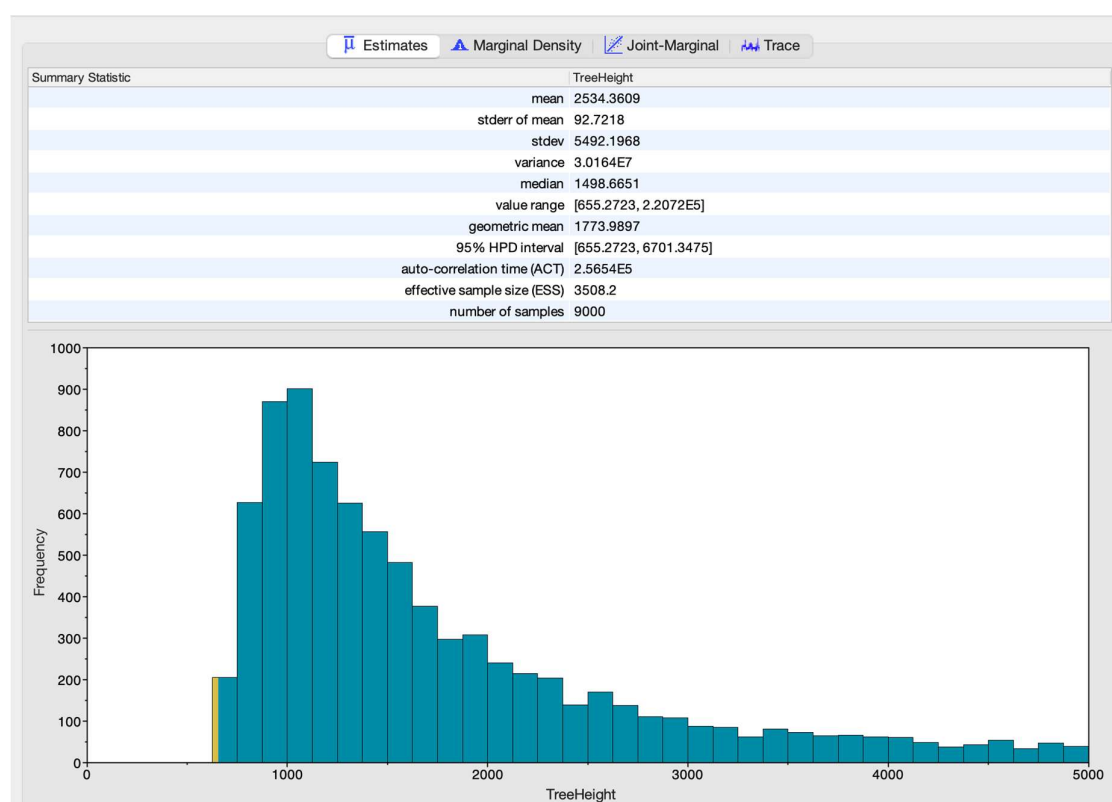 μ Estimates Marginal Density Joint-Marginal Trace
Summary Statistic TreeHeight
mean 2534.3609
stderr of mean 92.7218
stdev 5492.1968
variance 3.0164E7
median 1498.6651
value range [655.2723, 2.2072E5]
geometric mean 1773.9897
95% HPD interval [655.2723, 6701.3475]
auto-correlation time (ACT) 2.5654E5
effective sample size (ESS) 3508.2
number of samples 9000
1000
900
800
700
600
500
400
300
200
100
0
Frequency
0 1000 2000 3000 4000 5000
TreeHeight